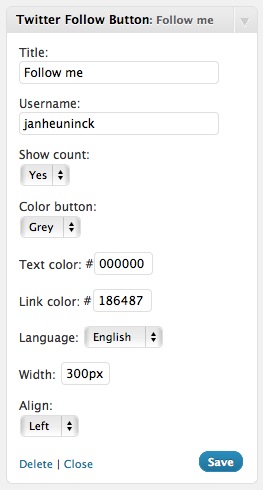 Twitter Follow Button: Follow me
Title:
Follow me
Username:
janheuninck
Show count:
Yes
Color button:
Grey
Text color: # 000000
Link color: # 186487
Language: English
Width: 300px
Align:
Left
Delete | Close Save